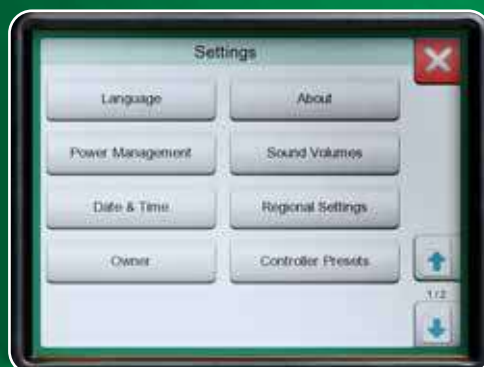 Settings
Language
About
Power Management
Sound Volumes
Date & Time
Regional Settings
Owner
Controller Presets
1/2